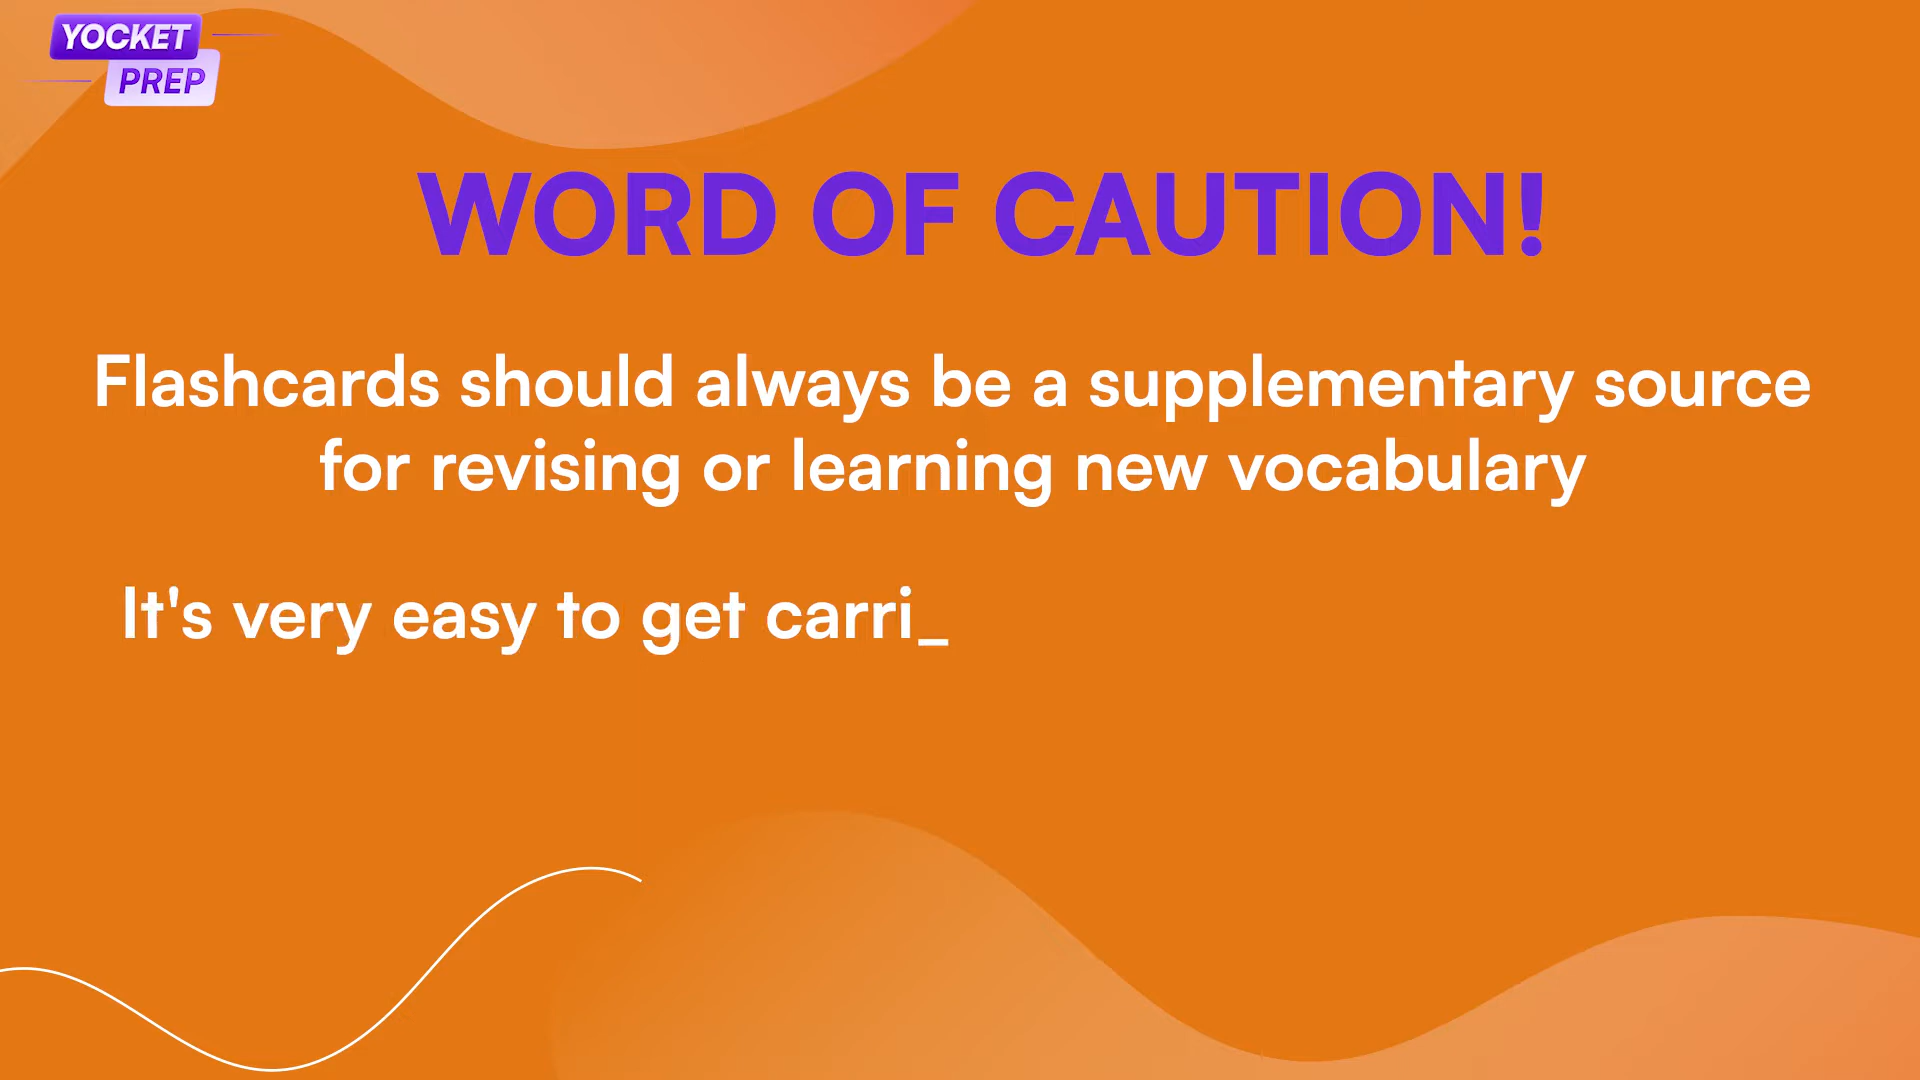 YOCKET
PREP
WORD OF CAUTION!
Flashcards should always be a supplementary source
for revising or learning new vocabulary
It's very easy to get carri_